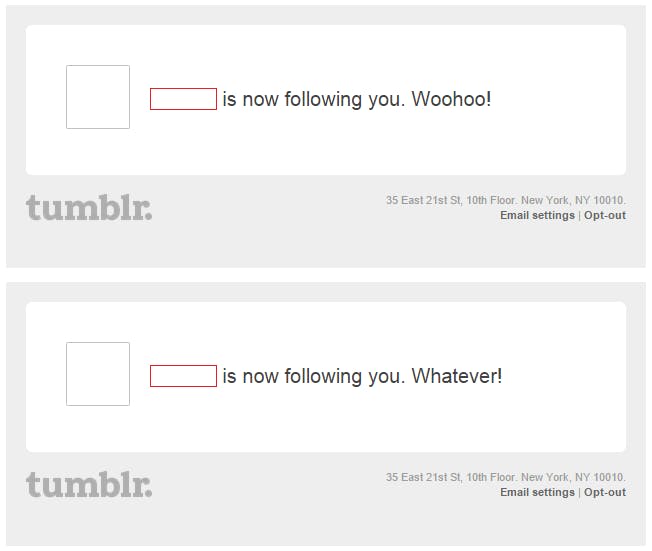 is now following you. Woohoo!
tumblr.
35 East 21st St, 10th Floor. New York, NY 10010.
Email settings | Opt-out
is now following you. Whatever!
tumblr.
35 East 21st St, 10th Floor. New York, NY 10010.
Email settings | Opt-out